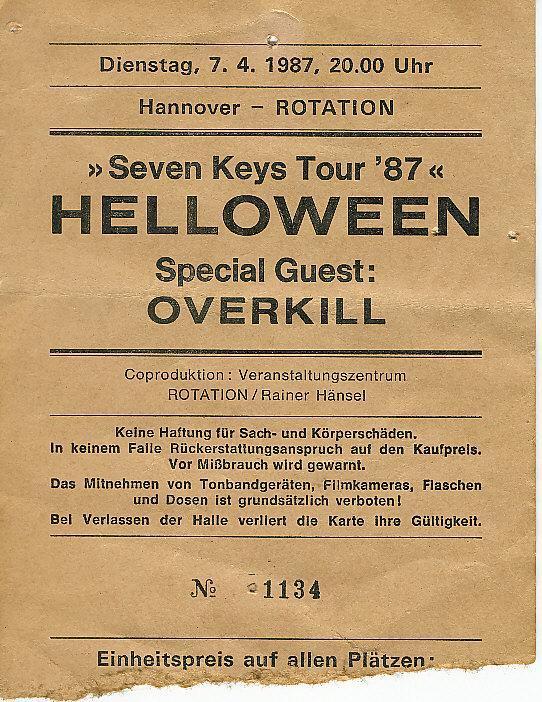 Dienstag, 7. 4. 1987, 20.00 Uhr
Hannover – ROTATION
»Seven Keys Tour '87«
HELLOWEEN
Special Guest:
OVERKILL
Coproduktion: Veranstaltungszentrum
ROTATION / Rainer Hänsel
Keine Haftung für Sach- und Körperschäden.
In keinem Falle Rückerstattungsanspruch auf den Kaufpreis.
Vor Mißbrauch wird gewarnt.
Das Mitnehmen von Tonbandgeräten, Filmkameras, Flaschen
und Dosen ist grundsätzlich verboten!
Bei Verlassen der Halle verliert die Karte ihre Gültigkeit.
№ 1134
Einheitspreis auf allen Plätzen: